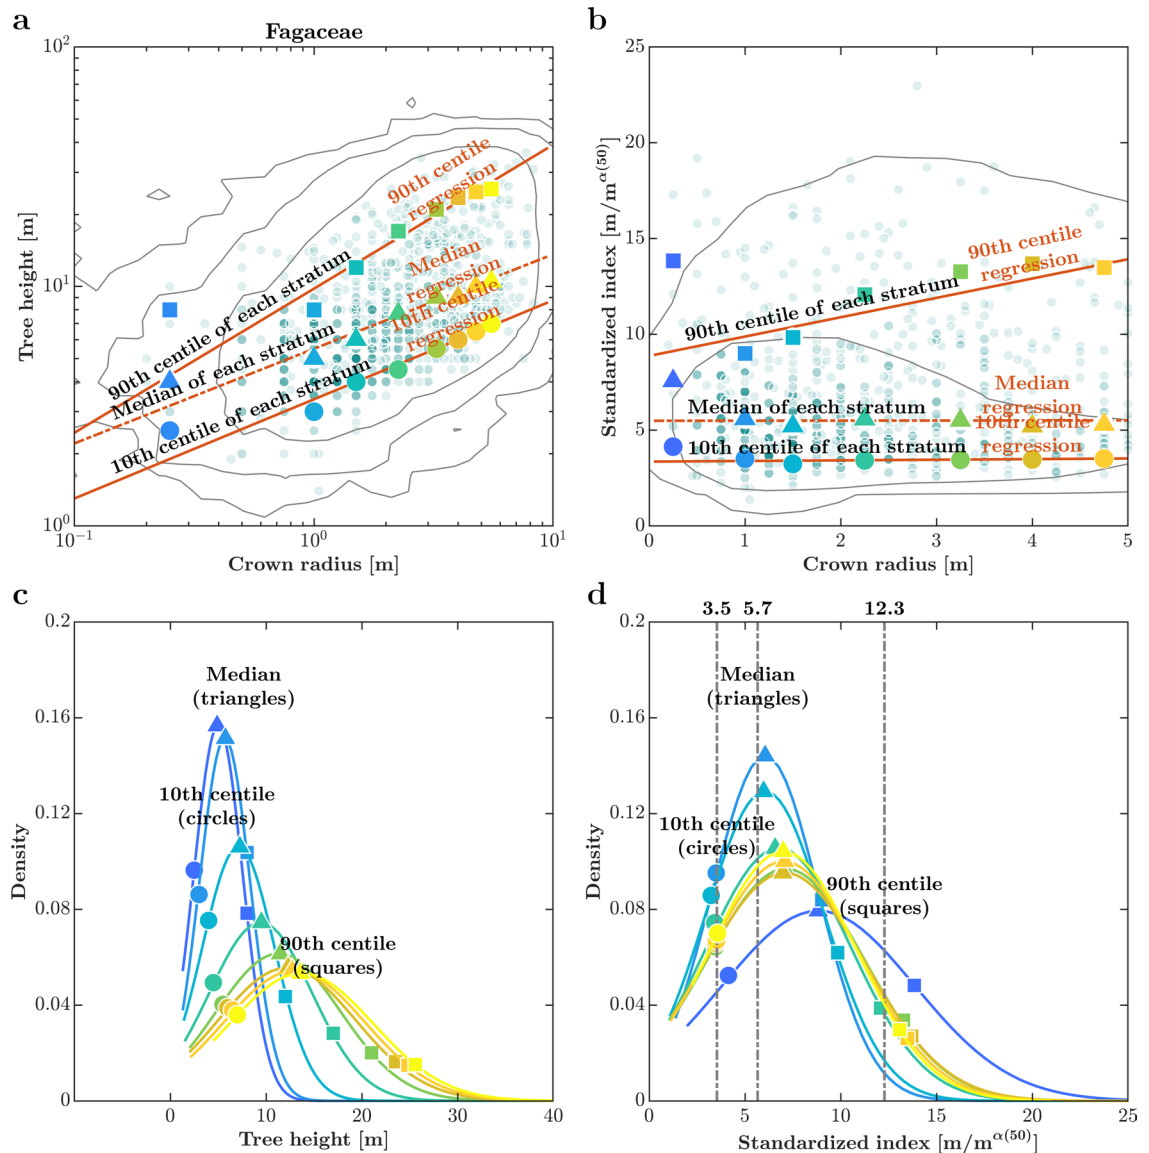 a
Fagaceae
10²
10¹
10⁰
10⁻¹
10⁰
10¹
Tree height [m]
Crown radius [m]
90th centile
regression
Median
regression
10th centile
regression
90th centile of each stratum
Median of each stratum
10th centile of each stratum
b
25
20
15
10
5
0
0
1
2
3
4
5
Standardized index [m/m^α(50)]
Crown radius [m]
90th centile
regression
90th centile of each stratum
Median
regression
Median of each stratum
10th centile
regression
10th centile of each stratum
c
0.2
0.16
0.12
0.08
0.04
0
0
10
20
30
40
Density
Tree height [m]
Median
(triangles)
10th centile
(circles)
90th centile
(squares)
d
3.5 5.7 12.3
0.2
0.16
0.12
0.08
0.04
0
0
5
10
15
20
25
Density
Standardized index [m/m^α(50)]
Median
(triangles)
10th centile
(circles)
90th centile
(squares)